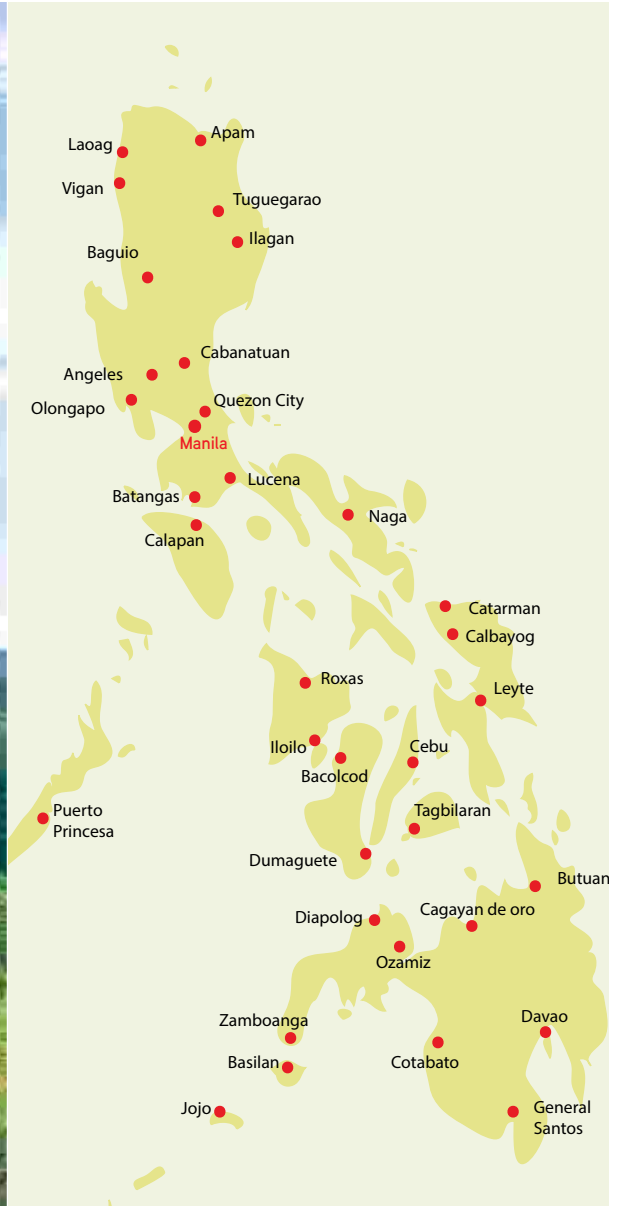 Apam
Laoag
Vigan
Tuguegarao
Ilagan
Baguio
Cabanatuan
Angeles
Quezon City
Olongapo
Manila
Lucena
Batangas
Naga
Calapan
Catarman
Calbayog
Roxas
Leyte
Iloilo
Cebu
Bacolcod
Puerto
Princesa
Tagbilaran
Dumaguete
Butuan
Cagayan de oro
Diapolog
Ozamiz
Zamboanga
Davao
Basilan
Cotabato
Jojo
General
Santos